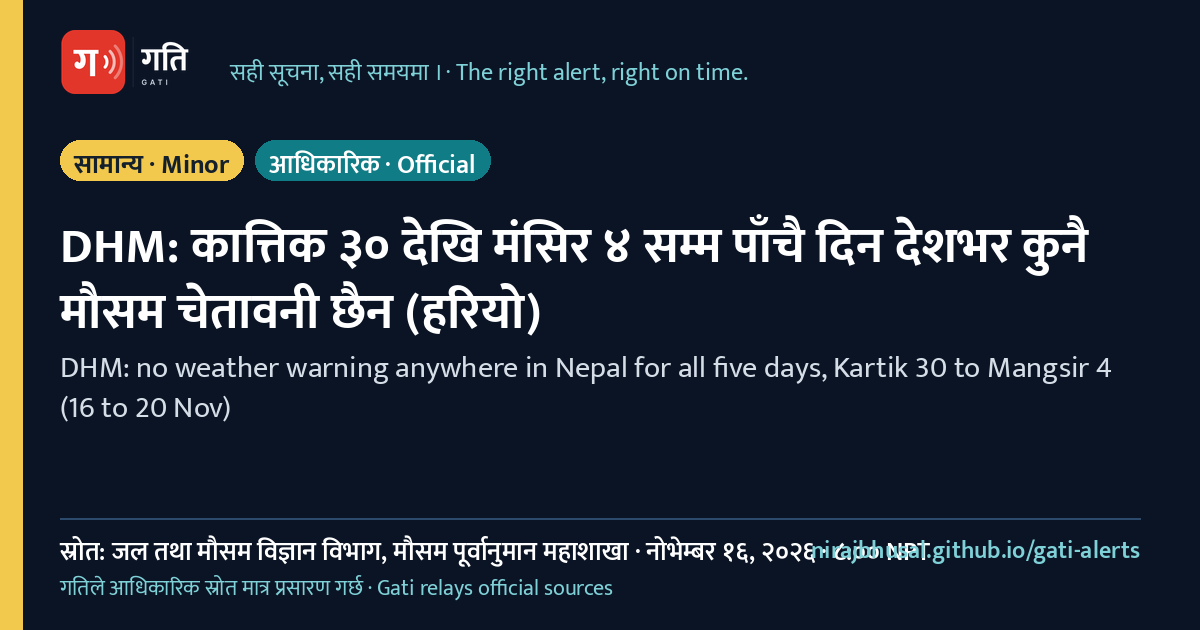 ग गति
GATI
सही सूचना, सही समयमा । · The right alert, right on time.
सामान्य · Minor
आधिकारिक · Official
DHM: कात्तिक ३० देखि मंसिर ४ सम्म पाँचै दिन देशभर कुनै
मौसम चेतावनी छैन (हरियो)
DHM: no weather warning anywhere in Nepal for all five days, Kartik 30 to Mangsir 4
(16 to 20 Nov)
स्रोत: जल तथा मौसम विज्ञान विभाग, मौसम पूर्वानुमान महाशाखा · नोभेम्बर १६, २०२६ · NPT
github.io/gati-alerts
गतिले आधिकारिक स्रोत मात्र प्रसारण गर्छ · Gati relays official sources